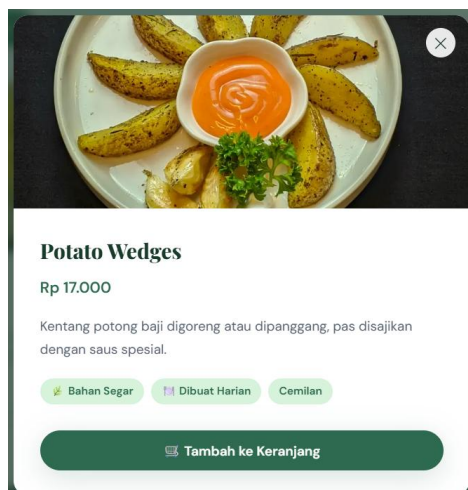 Potato Wedges
Rp 17.000
Kentang potong baji digoreng atau dipanggang, pas disajikan
dengan saus spesial.
🌿 Bahan Segar 🍽️ Dibuat Harian Cemilan
🛒 Tambah ke Keranjang